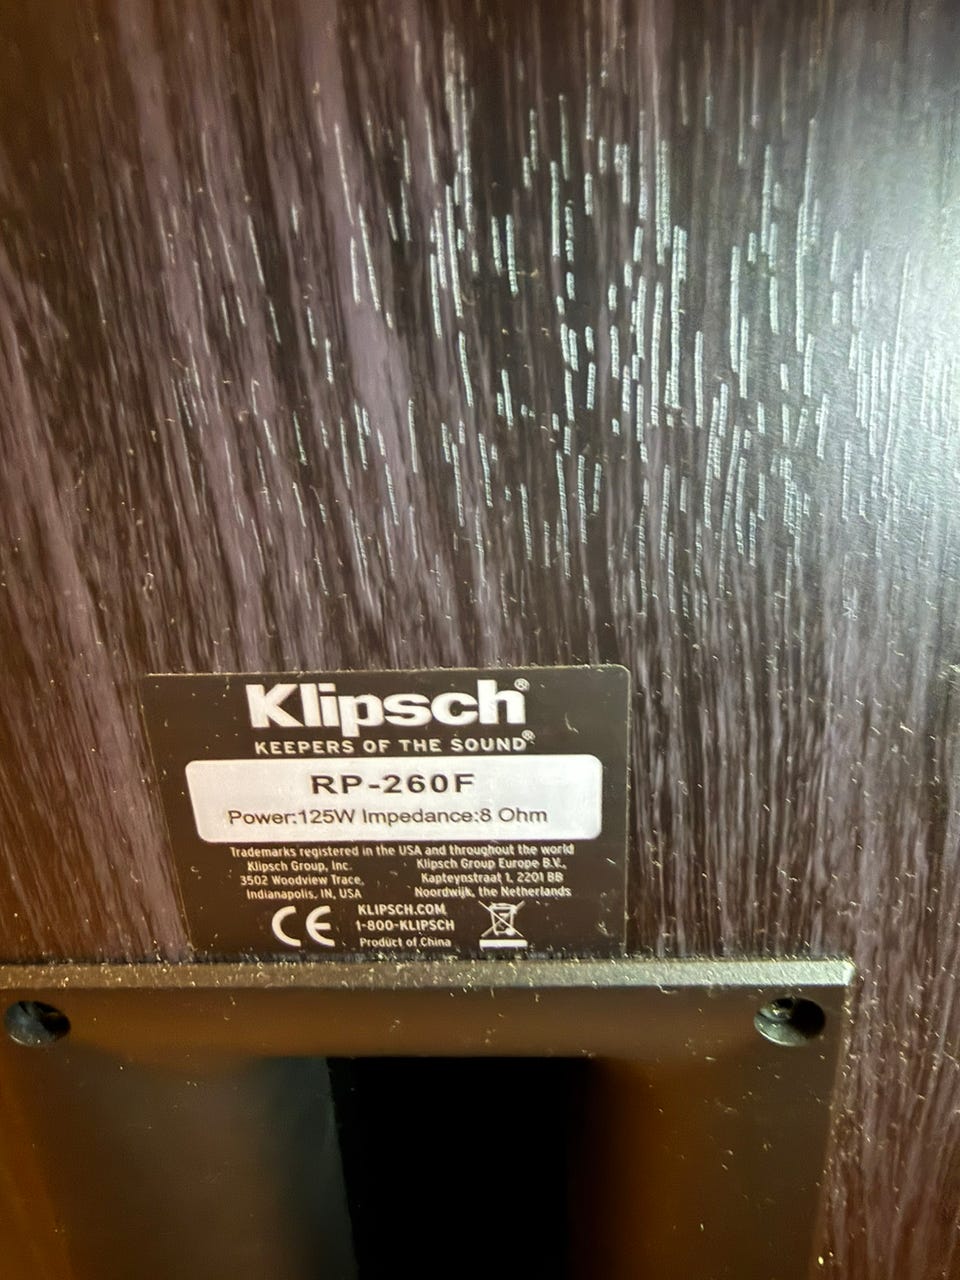 Klipsch®
KEEPERS OF THE SOUND®
RP-260F
Power:125W Impedance:8 Ohm
Trademarks registered in the USA and throughout the world
Klipsch Group, Inc.
3502 Woodview Trace,
Indianapolis, IN, USA
Klipsch Group Europe B.V.,
Kapteynstraat 1, 2201 BB
Noordwijk, the Netherlands
CE
KLIPSCH.COM
1-800-KLIPSCH
Product of China